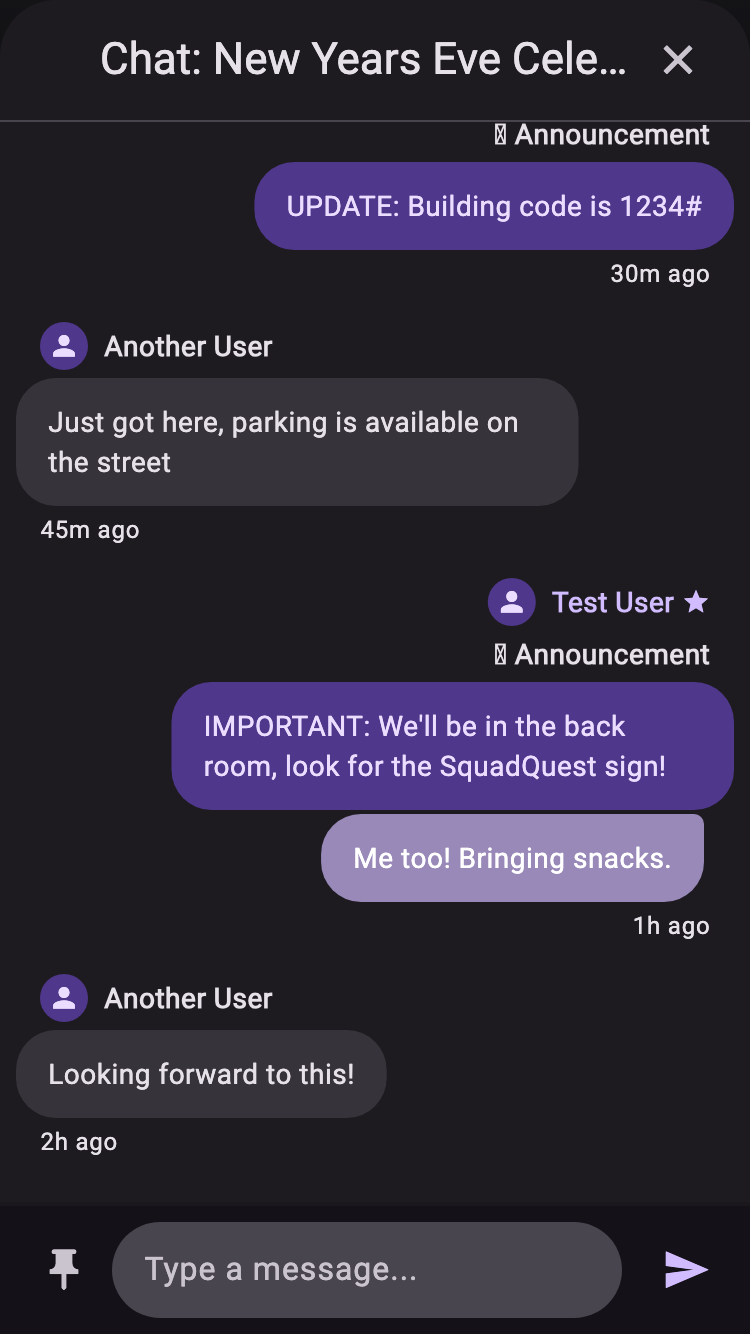 Chat: New Years Eve Cele...
Announcement
UPDATE: Building code is 1234#
30m ago
Another User
Just got here, parking is available on
the street
45m ago
Test User
Announcement
IMPORTANT: We'll be in the back
room, look for the SquadQuest sign!
Me too! Bringing snacks.
1h ago
Another User
Looking forward to this!
2h ago
Type a message...